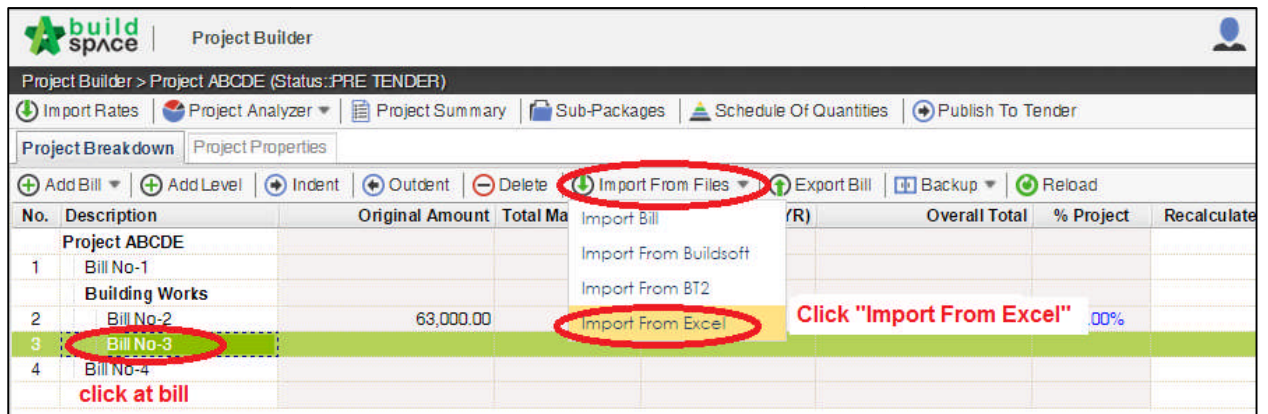 build
space
Project Builder
Project Builder > Project ABCDE (Status::PRE TENDER)
Import Rates Project Analyzer Project Summary Sub-Packages Schedule Of Quantities Publish To Tender
Project Breakdown Project Properties
Add Bill Add Level Indent Outdent Delete Import From Files Export Bill Backup Reload
No. Description Original Amount Total Ma YR) Overall Total % Project Recalculate
Import Bill
Project ABCDE
Import From Buildsoft
1 Bill No-1
Building Works
Import From BT2
2 Bill No-2 63,000.00 .00%
Import From Excel Click "Import From Excel"
3 Bill No-3
4 Bill No-4
click at bill